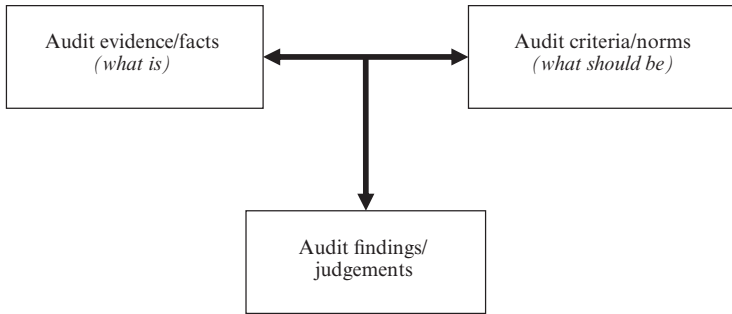 Audit evidence/facts
(what is)
Audit criteria/norms
(what should be)
Audit findings/
judgements